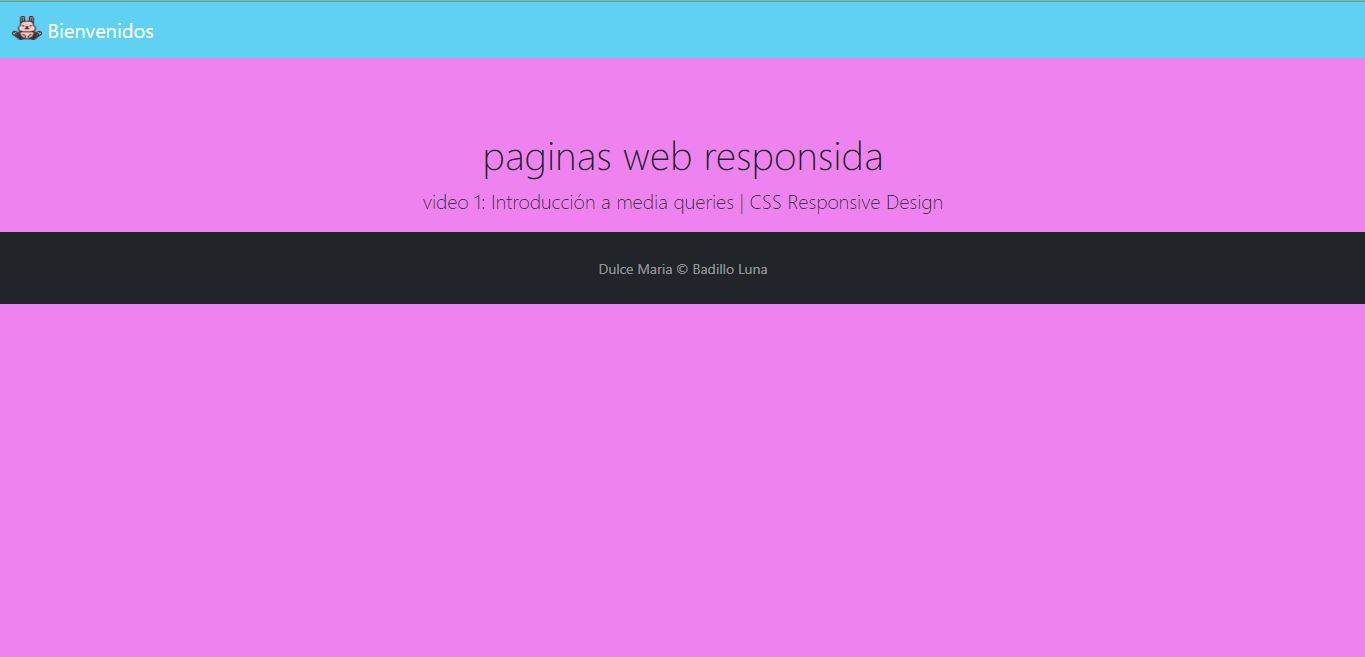 Bienvenidos
paginas web responsida
video 1: Introducción a media queries | CSS Responsive Design
Dulce Maria © Badillo Luna